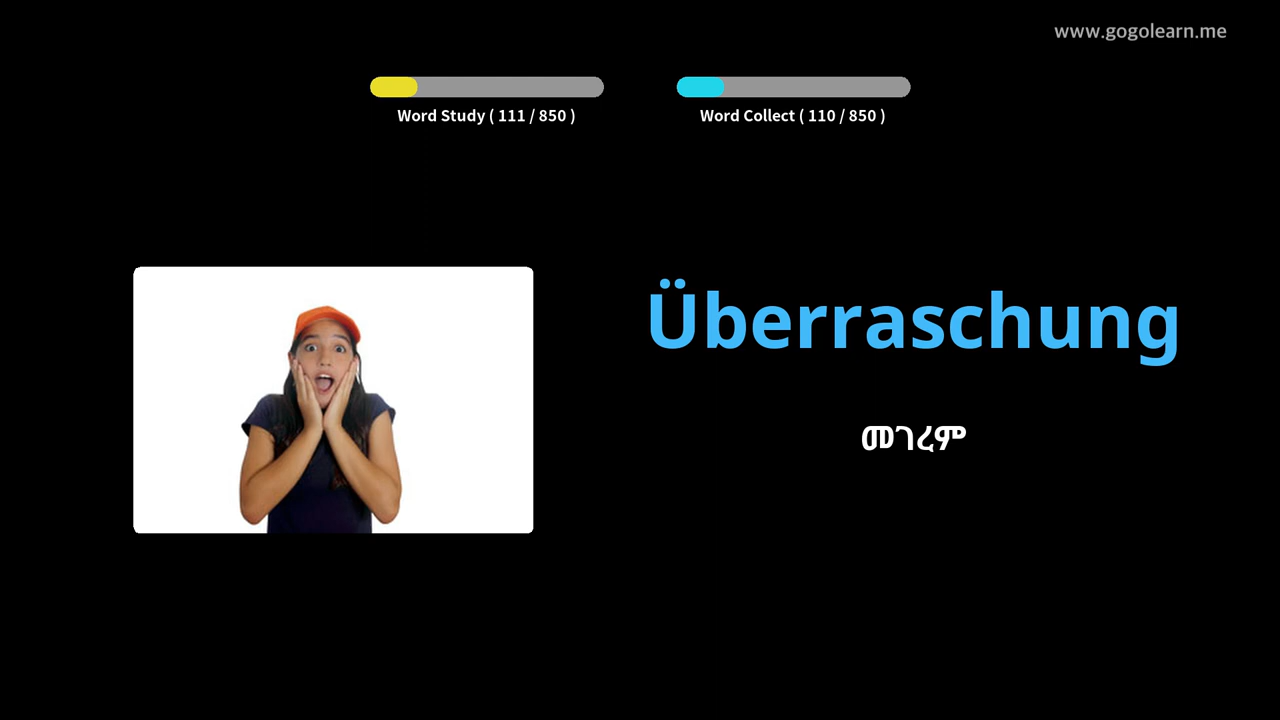 www.gogolearn.me
Word Study ( 111 / 850 )
Word Collect ( 110 / 850 )
Überraschung
መገረም